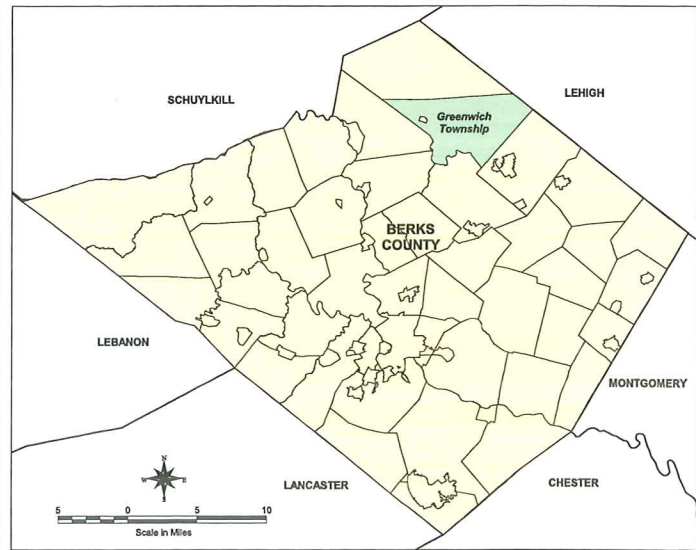 SCHUYLKILL
LEHIGH
Greenwich
Township
BERKS
COUNTY
LEBANON
MONTGOMERY
LANCASTER
CHESTER
N
W
E
S
5 0 5 10
Scale in Miles